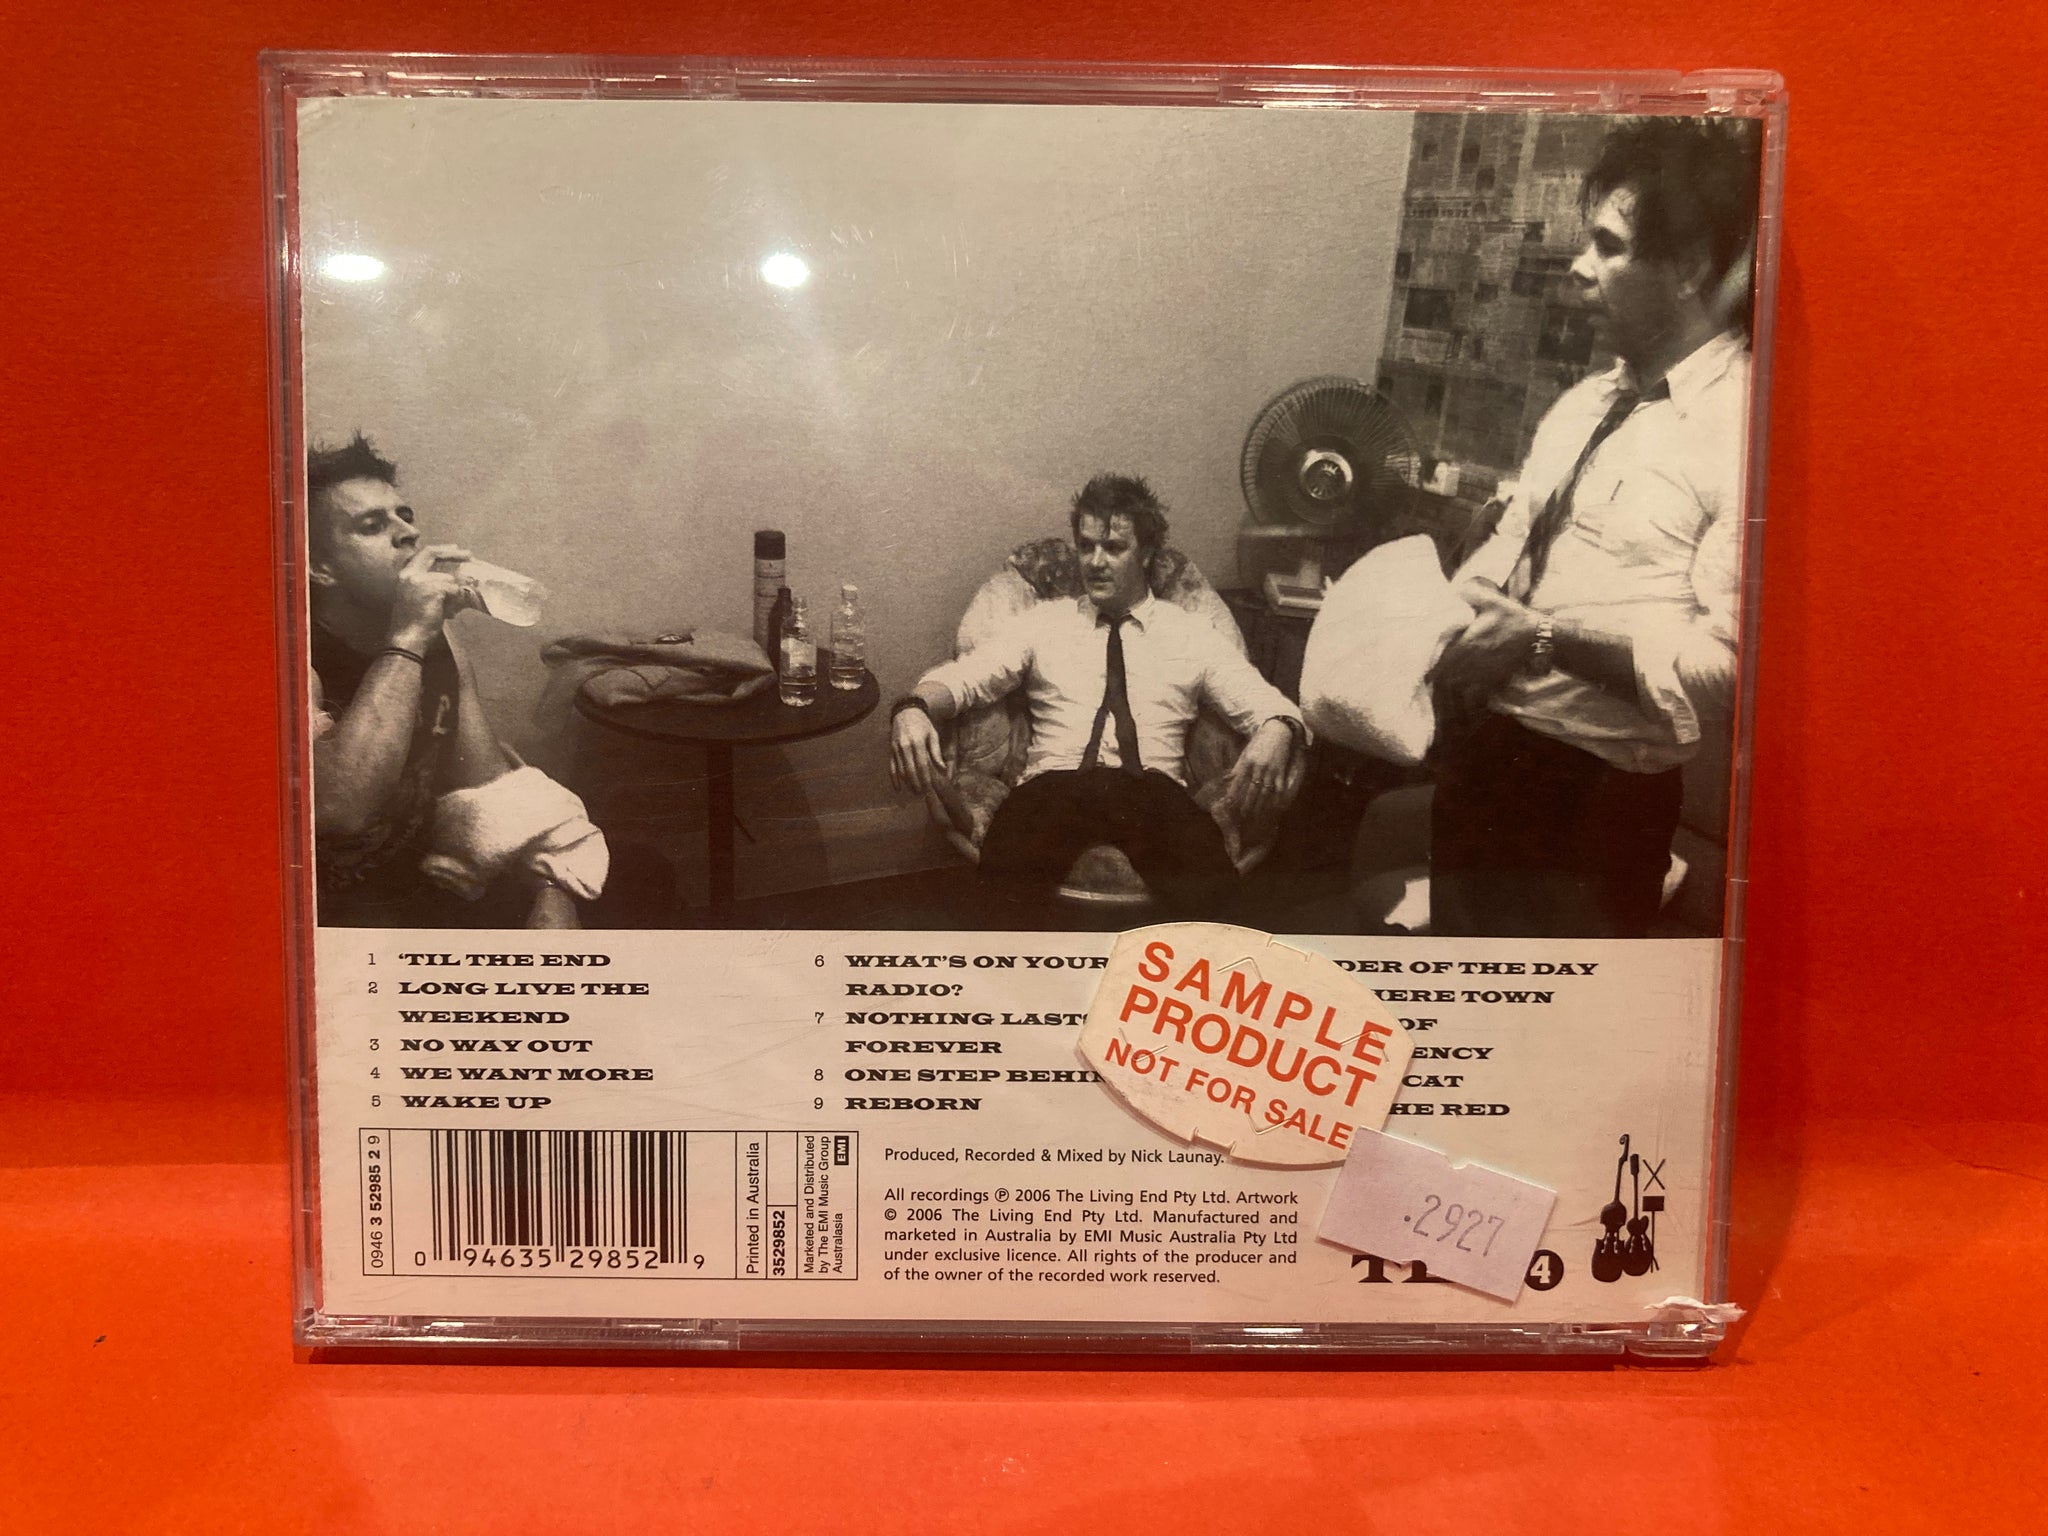 1 ‘TIL THE END
2 LONG LIVE THE
WEEKEND
3 NO WAY OUT
4 WE WANT MORE
5 WAKE UP
6 WHAT'S ON YOUR
RADIO?
7 NOTHING LASTS
FOREVER
8 ONE STEP BEHIN
9 REBORN
DER OF THE DAY
HERE TOWN
OF
ENCY
CAT
HE RED
SAMPLE
PRODUCT
NOT FOR SALE
.2927
4
0946 3 52985 2 9
0 94635 29852 9
Printed in Australia
3529852
Marketed and Distributed
by The EMI Music Group
Australasia
EMI
Produced, Recorded & Mixed by Nick Launay.
All recordings ℗ 2006 The Living End Pty Ltd. Artwork
© 2006 The Living End Pty Ltd. Manufactured and
marketed in Australia by EMI Music Australia Pty Ltd
under exclusive licence. All rights of the producer and
of the owner of the recorded work reserved.